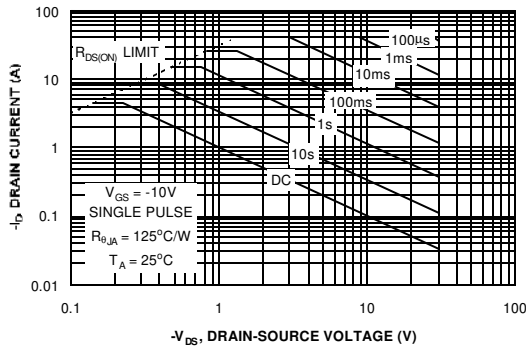 100
10
1
0.1
0.01
-I_D, DRAIN CURRENT (A)
R_DS(ON) LIMIT
100µs
1ms
10ms
100ms
1s
10s
DC
V_GS = -10V
SINGLE PULSE
R_θJA = 125°C/W
T_A = 25°C
0.1
1
10
100
-V_DS, DRAIN-SOURCE VOLTAGE (V)